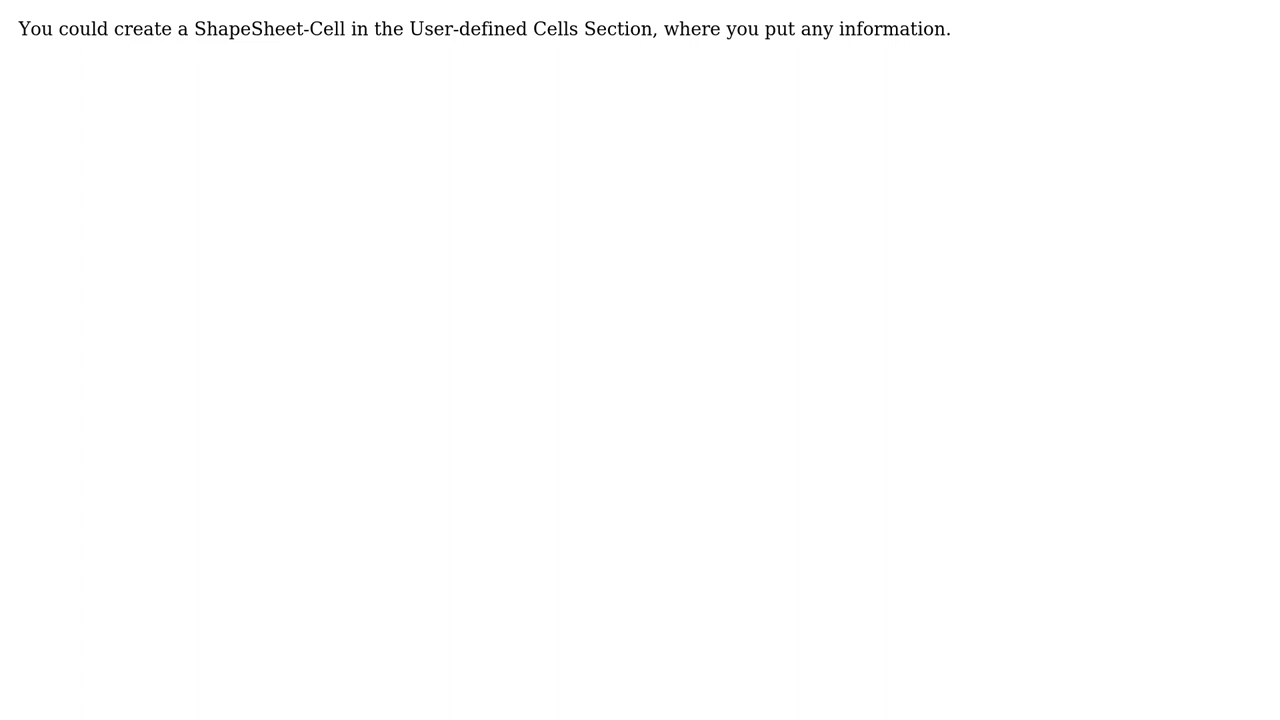 You could create a ShapeSheet-Cell in the User-defined Cells Section, where you put any information.